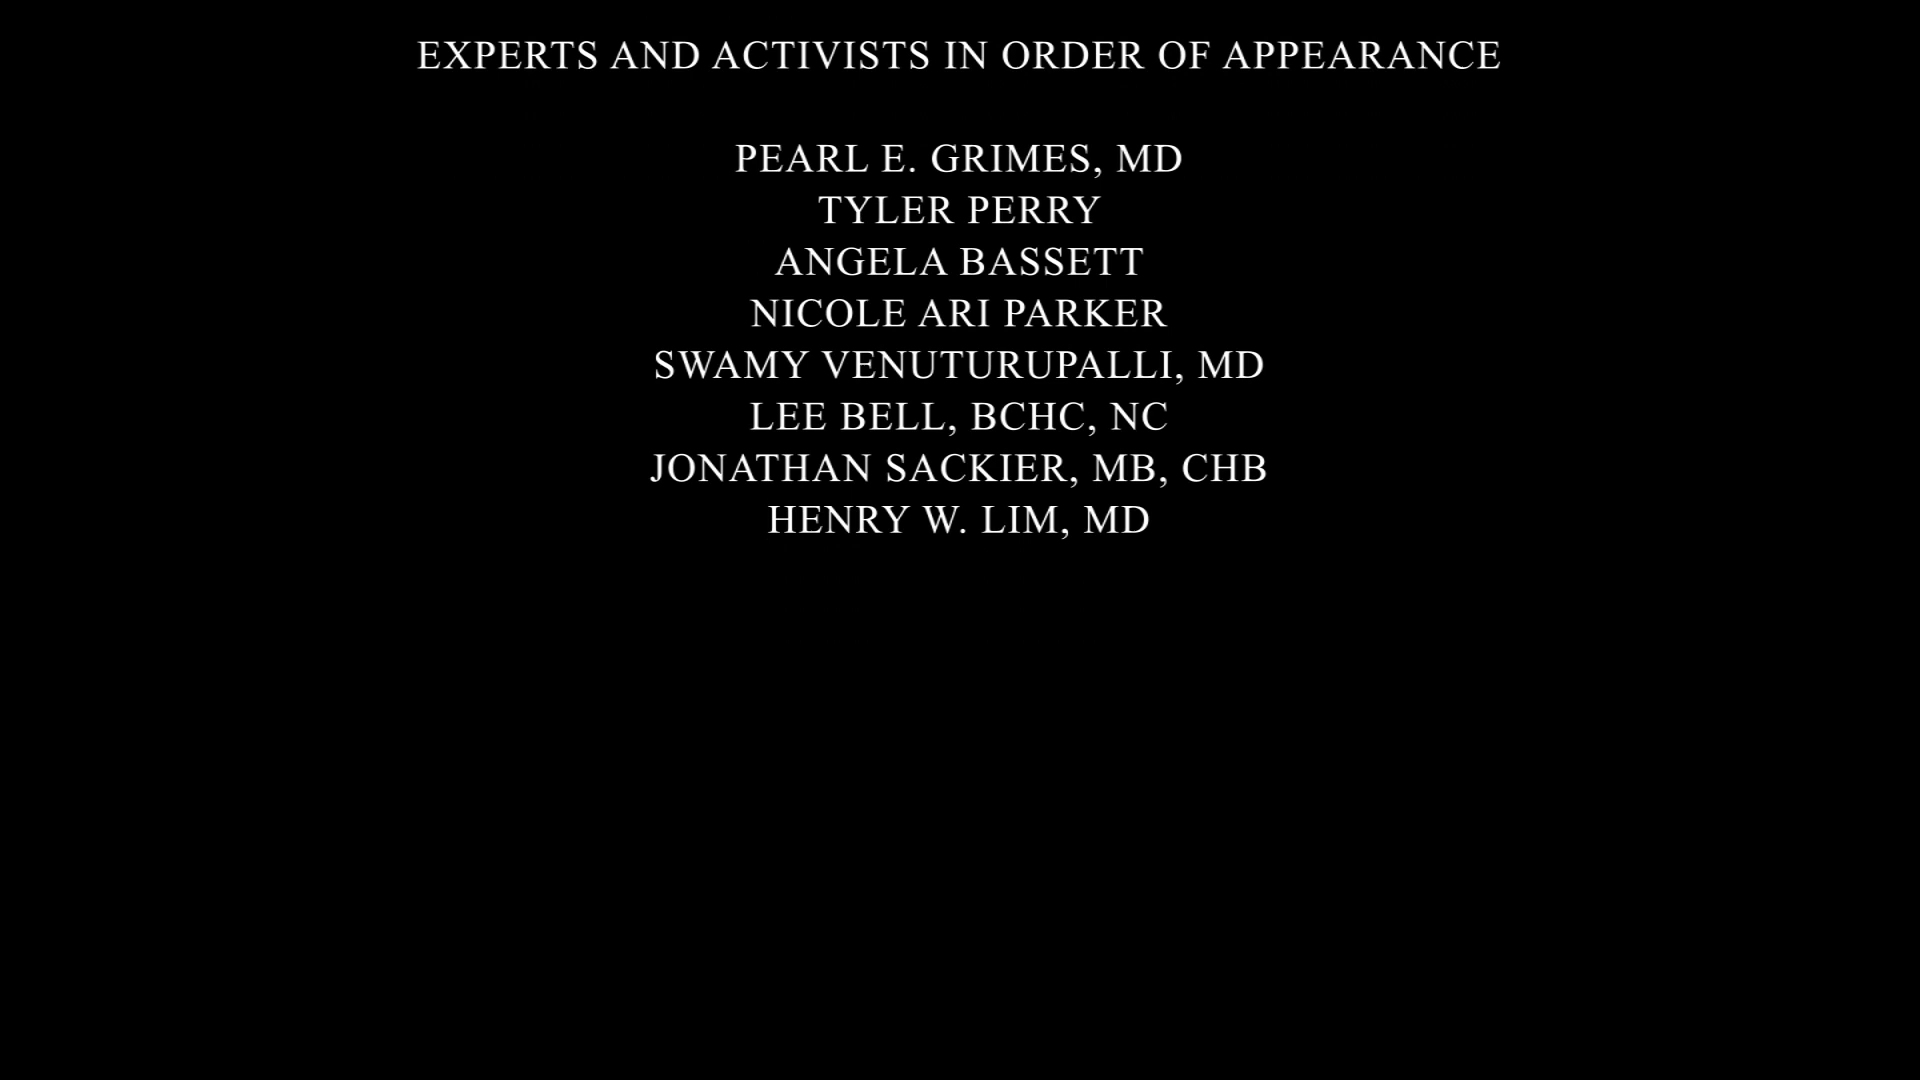 EXPERTS AND ACTIVISTS IN ORDER OF APPEARANCE
PEARL E. GRIMES, MD
TYLER PERRY
ANGELA BASSETT
NICOLE ARI PARKER
SWAMY VENUTURUPALLI, MD
LEE BELL, BCHC, NC
JONATHAN SACKIER, MB, CHB
HENRY W. LIM, MD